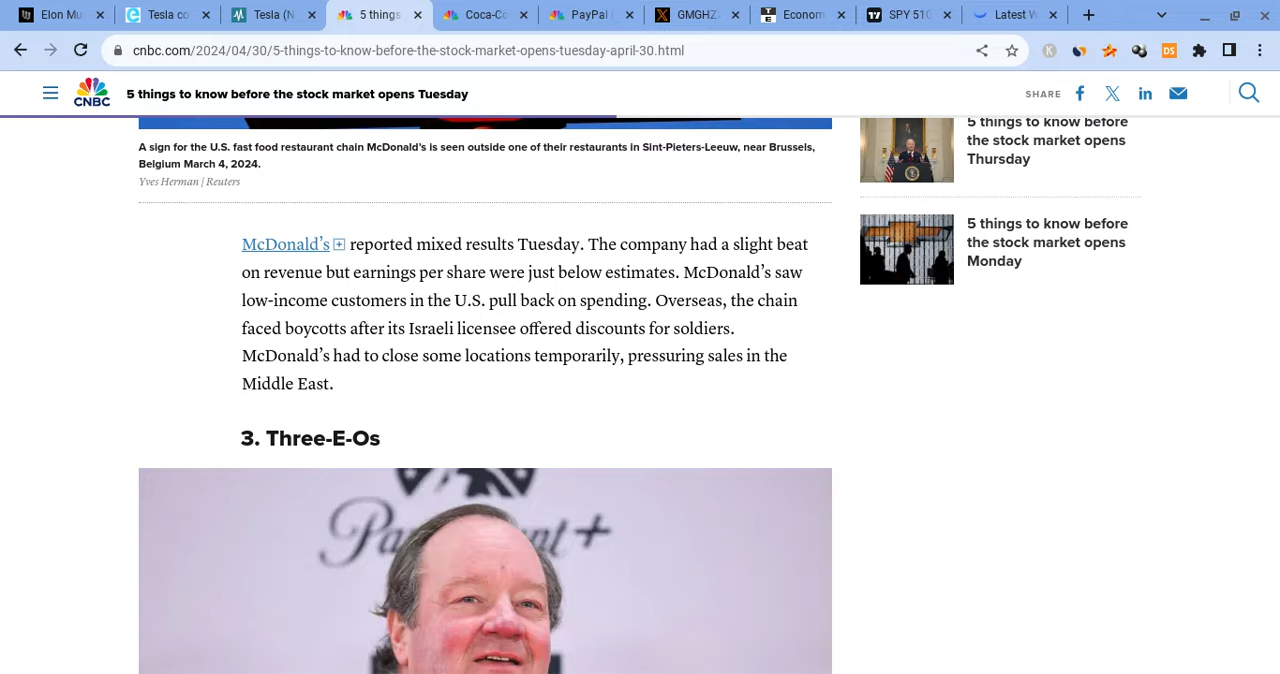 Elon Mu
Tesla co
Tesla (N
5 things
Coca-Co
PayPal
GMGHZ
Econom
SPY 510
Latest W
cnbc.com/2024/04/30/5-things-to-know-before-the-stock-market-opens-tuesday-april-30.html
CNBC
5 things to know before the stock market opens Tuesday
SHARE
A sign for the U.S. fast food restaurant chain McDonald's is seen outside one of their restaurants in Sint-Pieters-Leeuw, near Brussels,
Belgium March 4, 2024.
Yves Herman | Reuters
McDonald's reported mixed results Tuesday. The company had a slight beat
on revenue but earnings per share were just below estimates. McDonald's saw
low-income customers in the U.S. pull back on spending. Overseas, the chain
faced boycotts after its Israeli licensee offered discounts for soldiers.
McDonald's had to close some locations temporarily, pressuring sales in the
Middle East.
3. Three-E-Os
Paramount+
5 things to know before
the stock market opens
Thursday
5 things to know before
the stock market opens
Monday